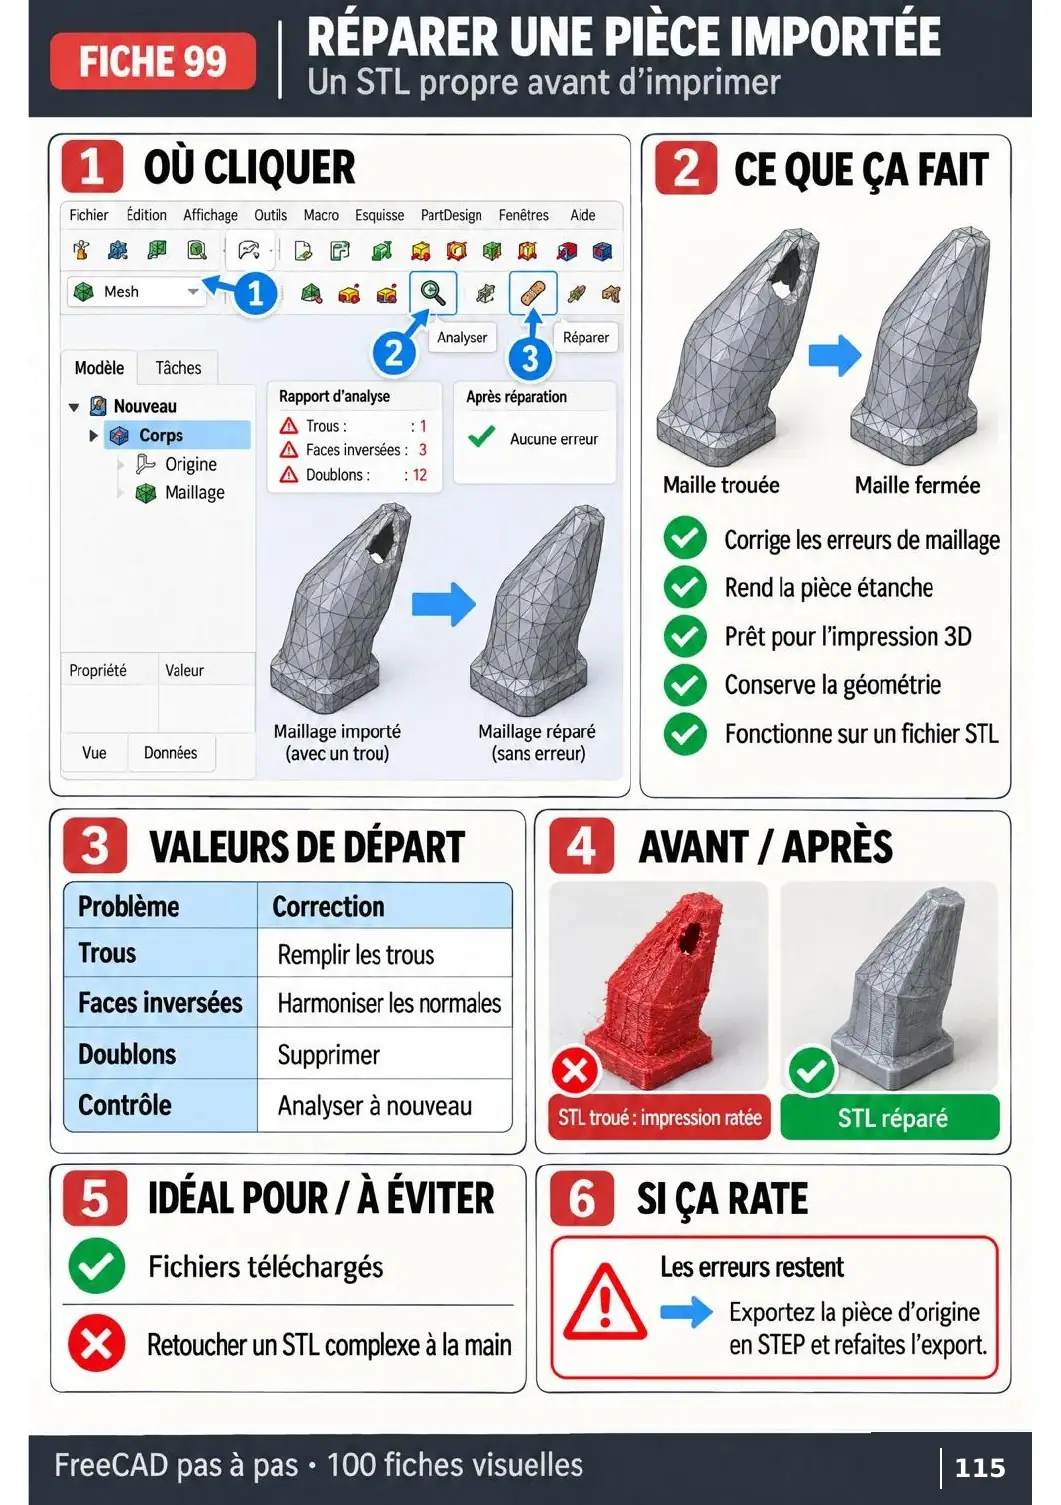 FICHE 99
RÉPARER UNE PIÈCE IMPORTÉE
Un STL propre avant d'imprimer
1 OÙ CLIQUER
Fichier Édition Affichage Outils Macro Esquisse PartDesign Fenêtres Aide
Mesh
1
2
Analyser
3
Réparer
Modèle Tâches
Nouveau
Corps
Origine
Maillage
Rapport d'analyse
Trous : : 1
Faces inversées : 3
Doublons : : 12
Après réparation
Aucune erreur
Maillage importé
(avec un trou)
Maillage réparé
(sans erreur)
Propriété Valeur
Vue Données
2 CE QUE ÇA FAIT
Maille trouée
Maille fermée
Corrige les erreurs de maillage
Rend la pièce étanche
Prêt pour l'impression 3D
Conserve la géométrie
Fonctionne sur un fichier STL
3 VALEURS DE DÉPART
Problème Correction
Trous Remplir les trous
Faces inversées Harmoniser les normales
Doublons Supprimer
Contrôle Analyser à nouveau
4 AVANT / APRÈS
STL troué : impression ratée
STL réparé
5 IDÉAL POUR / À ÉVITER
Fichiers téléchargés
Retoucher un STL complexe à la main
6 SI ÇA RATE
Les erreurs restent
Exportez la pièce d'origine
en STEP et refaites l'export.
FreeCAD pas à pas • 100 fiches visuelles
115